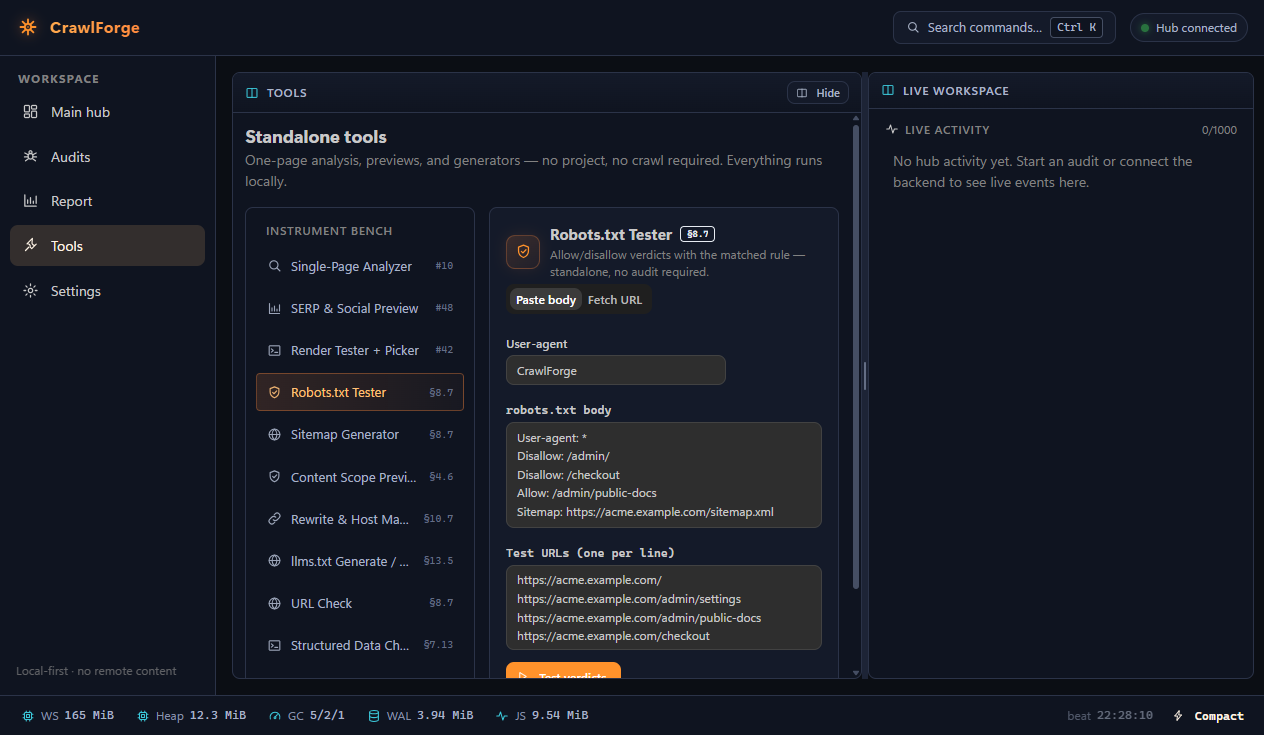 CrawlForge
Search commands... Ctrl K
Hub connected
WORKSPACE
Main hub
Audits
Report
Tools
Settings
Local-first · no remote content
TOOLS
Hide
Standalone tools
One-page analysis, previews, and generators — no project, no crawl required. Everything runs
locally.
INSTRUMENT BENCH
Single-Page Analyzer #10
SERP & Social Preview #48
Render Tester + Picker #42
Robots.txt Tester §8.7
Sitemap Generator §8.7
Content Scope Previ... §4.6
Rewrite & Host Ma... §10.7
llms.txt Generate / ... §13.5
URL Check §8.7
Structured Data Ch... §7.13
Robots.txt Tester §8.7
Allow/disallow verdicts with the matched rule —
standalone, no audit required.
Paste body Fetch URL
User-agent
CrawlForge
robots.txt body
User-agent: *
Disallow: /admin/
Disallow: /checkout
Allow: /admin/public-docs
Sitemap: https://acme.example.com/sitemap.xml
Test URLs (one per line)
https://acme.example.com/
https://acme.example.com/admin/settings
https://acme.example.com/admin/public-docs
https://acme.example.com/checkout
Test verdicts
LIVE WORKSPACE
LIVE ACTIVITY 0/1000
No hub activity yet. Start an audit or connect the
backend to see live events here.
WS 165 MiB Heap 12.3 MiB GC 5/2/1 WAL 3.94 MiB JS 9.54 MiB beat 22:28:10 Compact